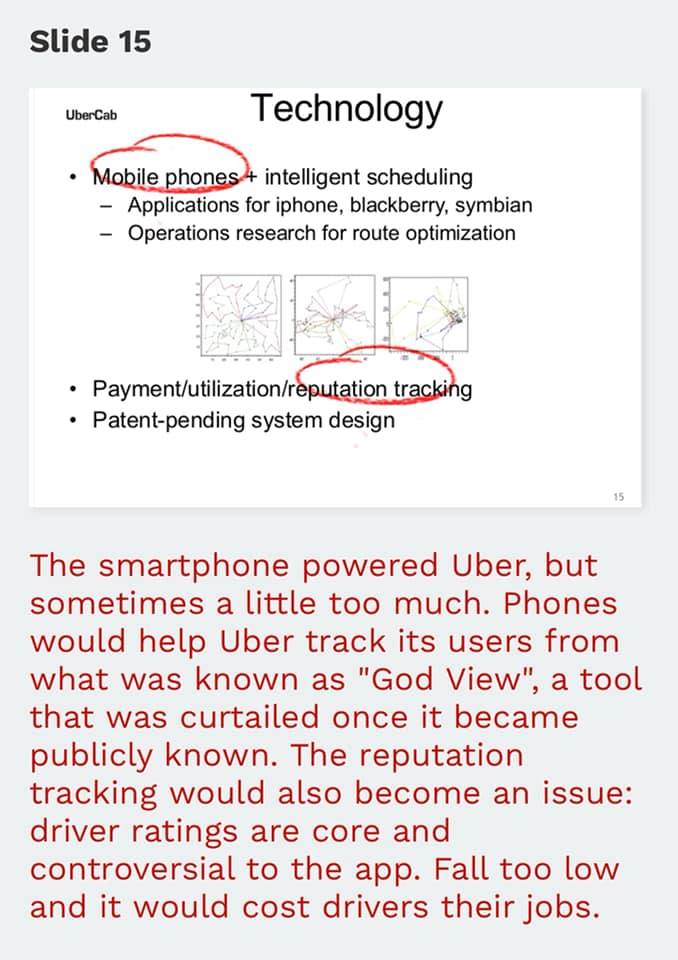 Slide 15
UberCab
Technology
• Mobile phones + intelligent scheduling
– Applications for iphone, blackberry, symbian
– Operations research for route optimization
• Payment/utilization/reputation tracking
• Patent-pending system design
15
The smartphone powered Uber, but
sometimes a little too much. Phones
would help Uber track its users from
what was known as "God View", a tool
that was curtailed once it became
publicly known. The reputation
tracking would also become an issue:
driver ratings are core and
controversial to the app. Fall too low
and it would cost drivers their jobs.